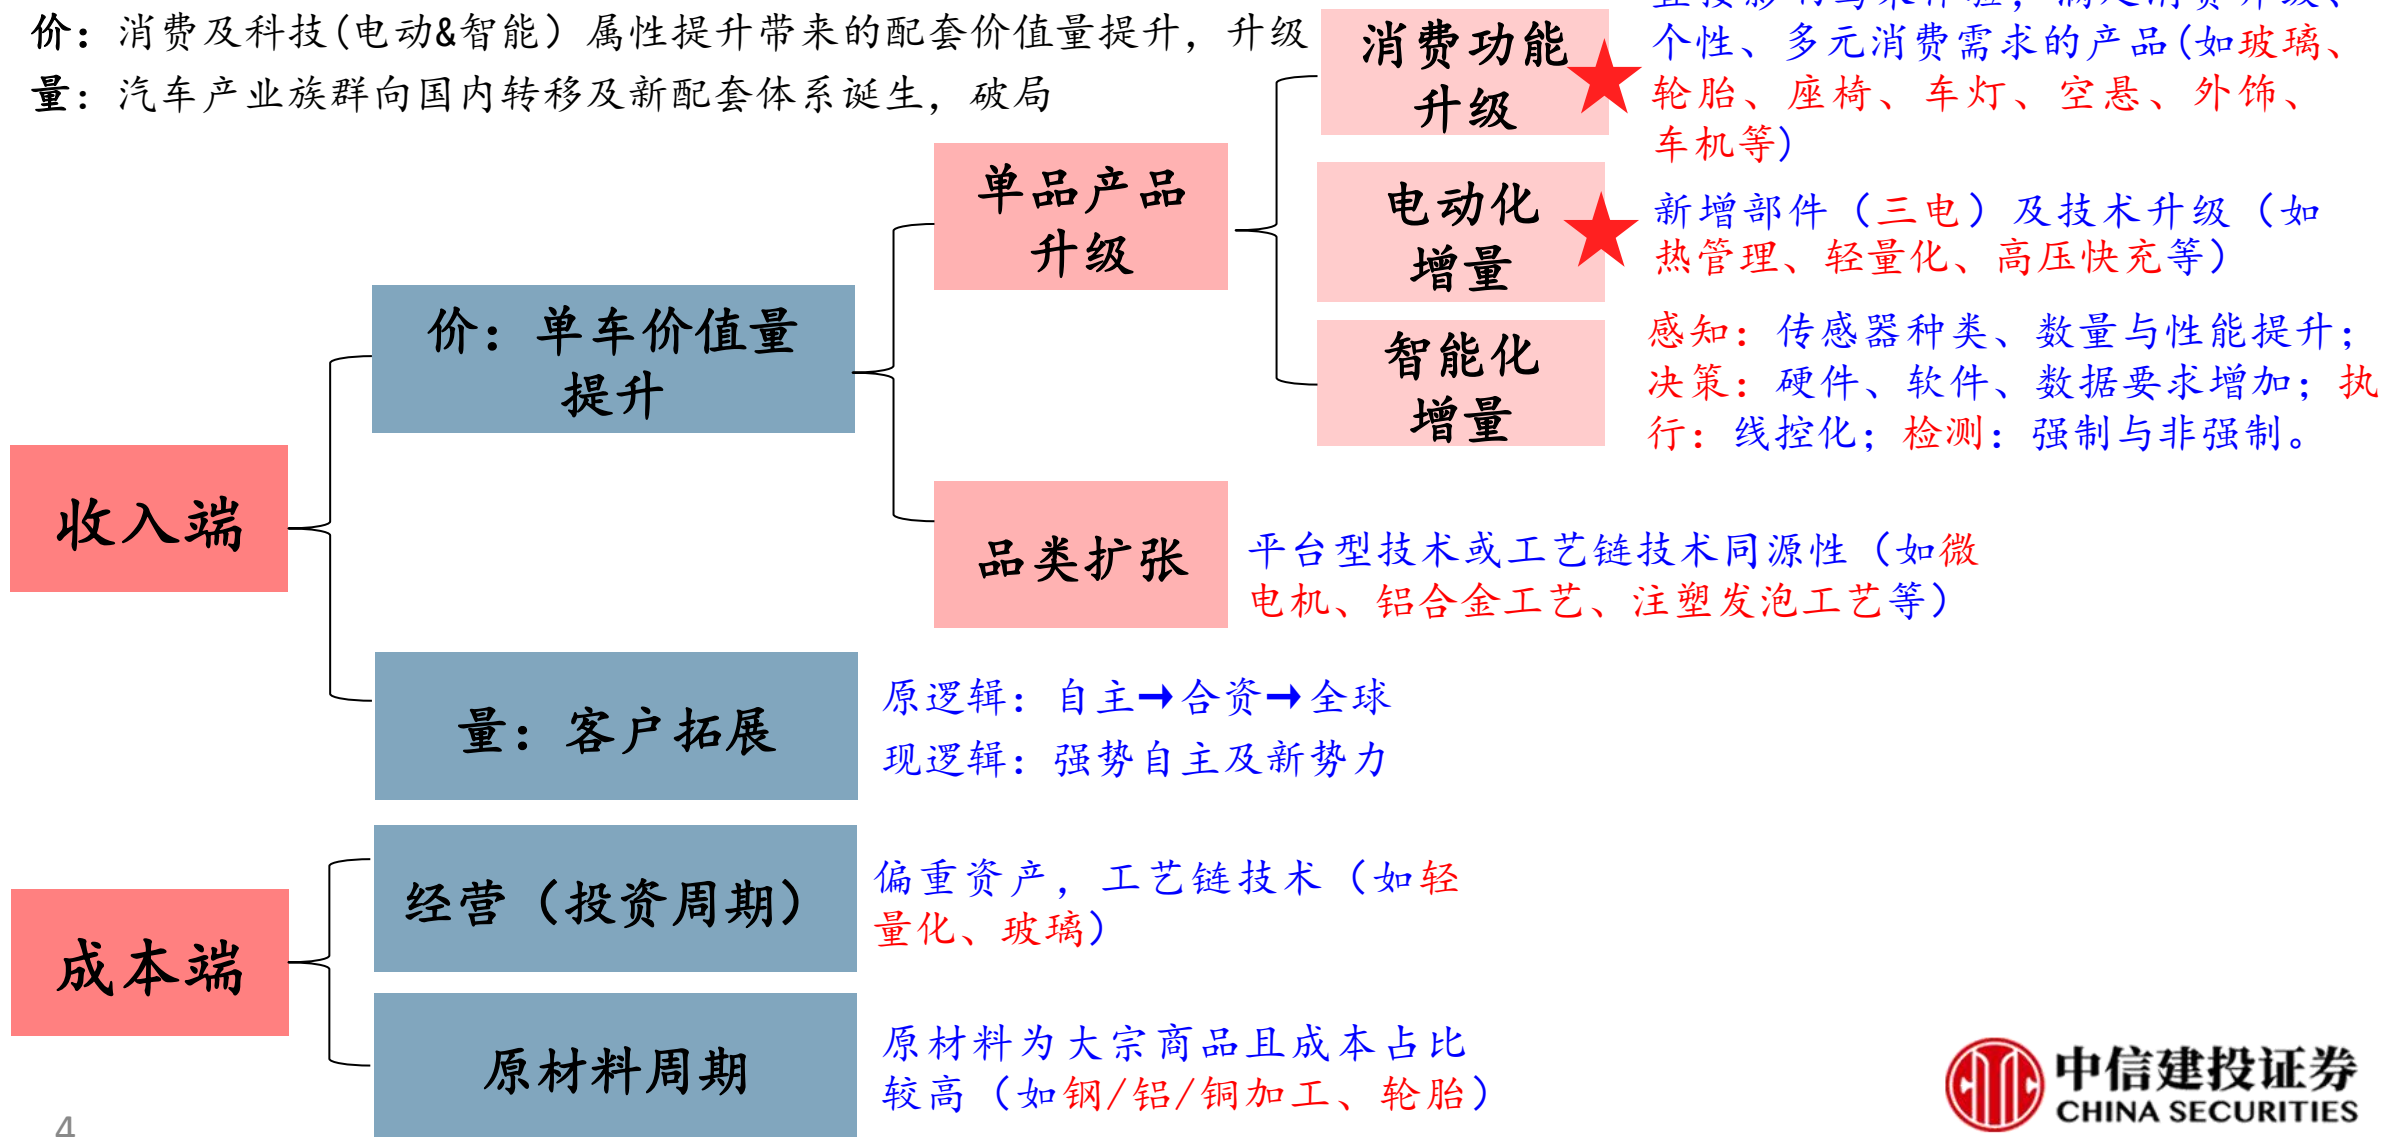 价：消费及科技(电动&智能）属性提升带来的配套价值量提升，升级
量：汽车产业族群向国内转移及新配套体系诞生，破局
消费功能
升级
直接影响驾乘体验，满足消费升级、
个性、多元消费需求的产品(如玻璃、
轮胎、座椅、车灯、空悬、外饰、
车机等)
单品产品
升级
电动化
增量
新增部件（三电）及技术升级（如
热管理、轻量化、高压快充等）
价：单车价值量
提升
智能化
增量
感知：传感器种类、数量与性能提升；
决策：硬件、软件、数据要求增加；执
行：线控化；检测：强制与非强制。
收入端
品类扩张
平台型技术或工艺链技术同源性（如微
电机、铝合金工艺、注塑发泡工艺等）
量：客户拓展
原逻辑：自主➞合资➞全球
现逻辑：强势自主及新势力
成本端
经营（投资周期）
偏重资产，工艺链技术（如轻
量化、玻璃）
原材料周期
原材料为大宗商品且成本占比
较高（如钢/铝/铜加工、轮胎）
中信建投证券
CHINA SECURITIES
4